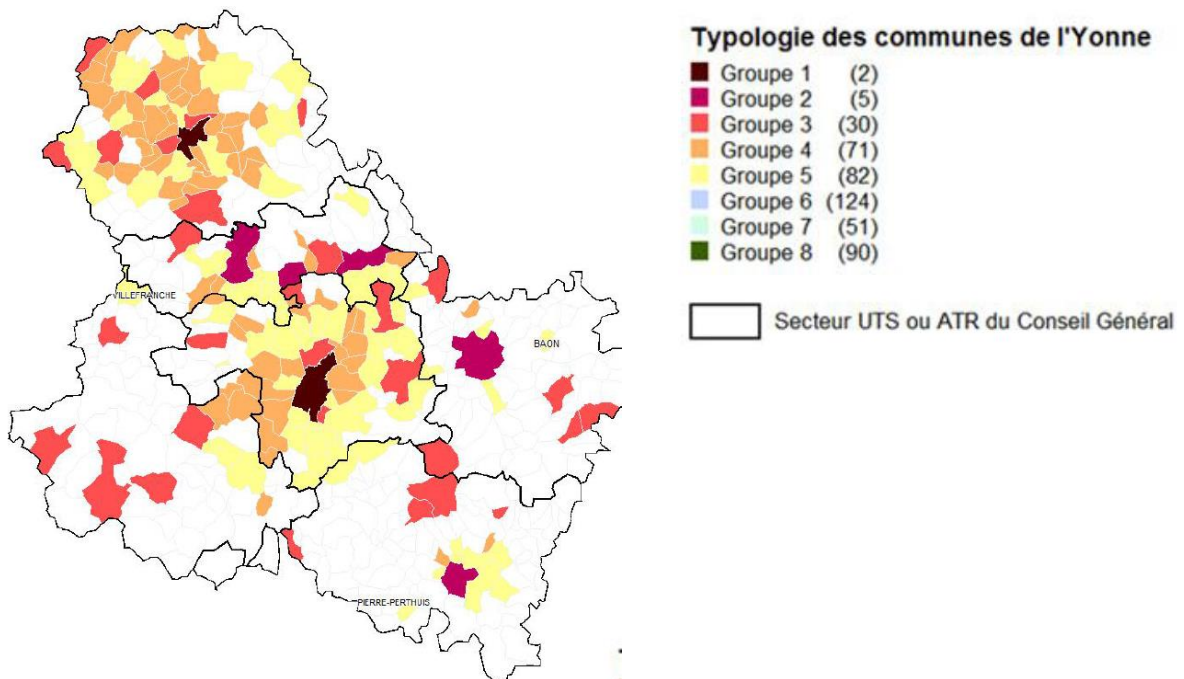 Typologie des communes de l'Yonne
Groupe 1 (2)
Groupe 2 (5)
Groupe 3 (30)
Groupe 4 (71)
Groupe 5 (82)
Groupe 6 (124)
Groupe 7 (51)
Groupe 8 (90)
Secteur UTS ou ATR du Conseil Général
VILLEFRANCHE
BAON
PIERRE-PERTHUIS